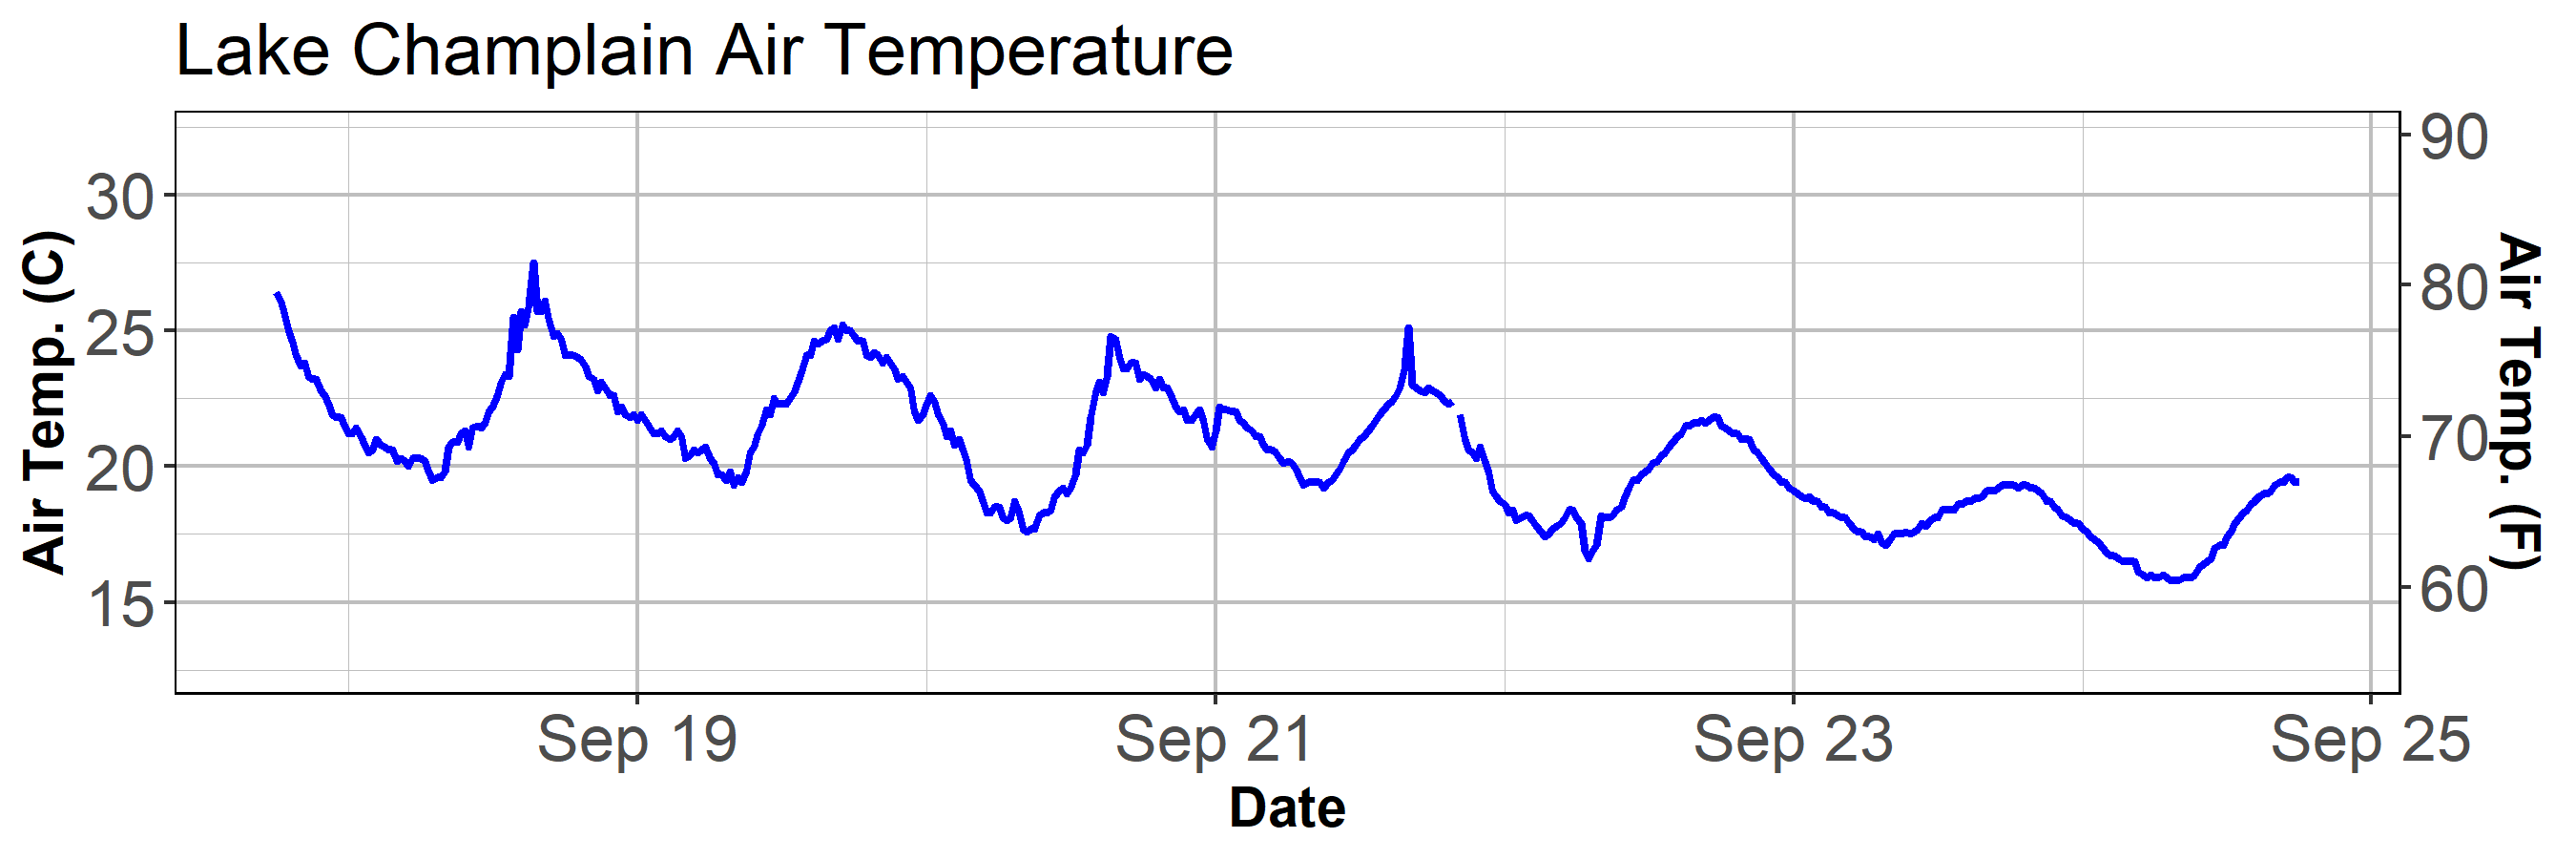 Lake Champlain Air Temperature
Air Temp. (C)
30
25
20
15
90
80
70
60
Air Temp. (F)
Sep 19
Sep 21
Sep 23
Sep 25
Date